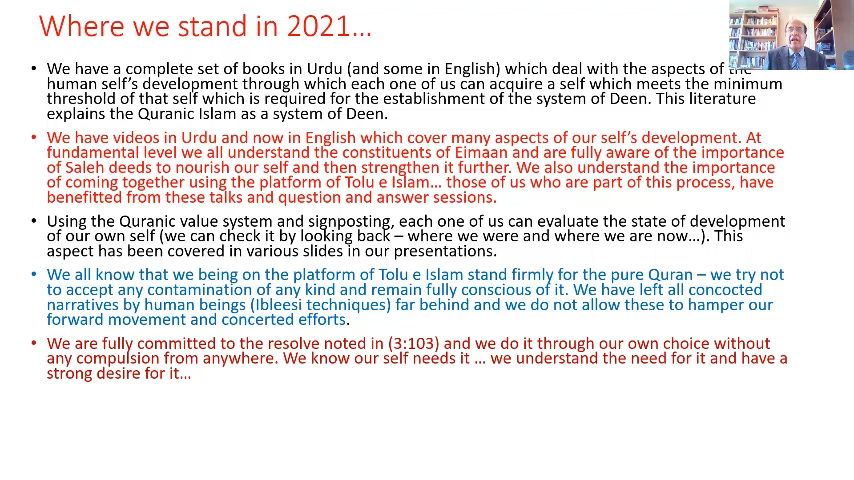 Where we stand in 2021...
• We have a complete set of books in Urdu (and some in English) which deal with the aspects of the
human self's development through which each one of us can acquire a self which meets the minimum
threshold of that self which is required for the establishment of the system of Deen. This literature
explains the Quranic Islam as a system of Deen.
• We have videos in Urdu and now in English which cover many aspects of our self's development. At
fundamental level we all understand the constituents of Eimaan and are fully aware of the importance
of Saleh deeds to nourish our self and then strengthen it further. We also understand the importance
of coming together using the platform of Tolu e Islam... those of us who are part of this process, have
benefitted from these talks and question and answer sessions.
• Using the Quranic value system and signposting, each one of us can evaluate the state of development
of our own self (we can check it by looking back – where we were and where we are now...). This
aspect has been covered in various slides in our presentations.
• We all know that we being on the platform of Tolu e Islam stand firmly for the pure Quran – we try not
to accept any contamination of any kind and remain fully conscious of it. We have left all concocted
narratives by human beings (Ibleesi techniques) far behind and we do not allow these to hamper our
forward movement and concerted efforts.
• We are fully committed to the resolve noted in (3:103) and we do it through our own choice without
any compulsion from anywhere. We know our self needs it ... we understand the need for it and have a
strong desire for it...